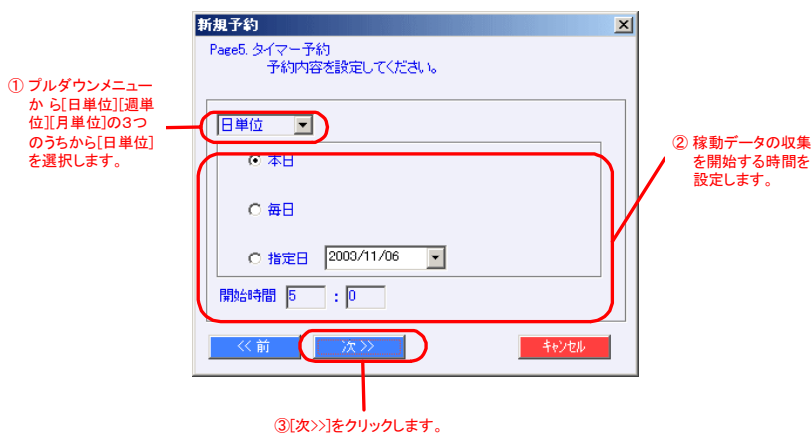 新規予約
Page5. タイマー予約
予約内容を設定してください。
① プルダウンメニュー
か ら[日単位][週単
位][月単位]の3つ
のうちから[日単位]
を選択します。
日単位
② 稼動データの収集
を開始する時間を
設定します。
本日
毎日
指定日 2003/11/06
開始時間 5 : 0
<< 前 次 >> キャンセル
③[次>>]をクリックします。